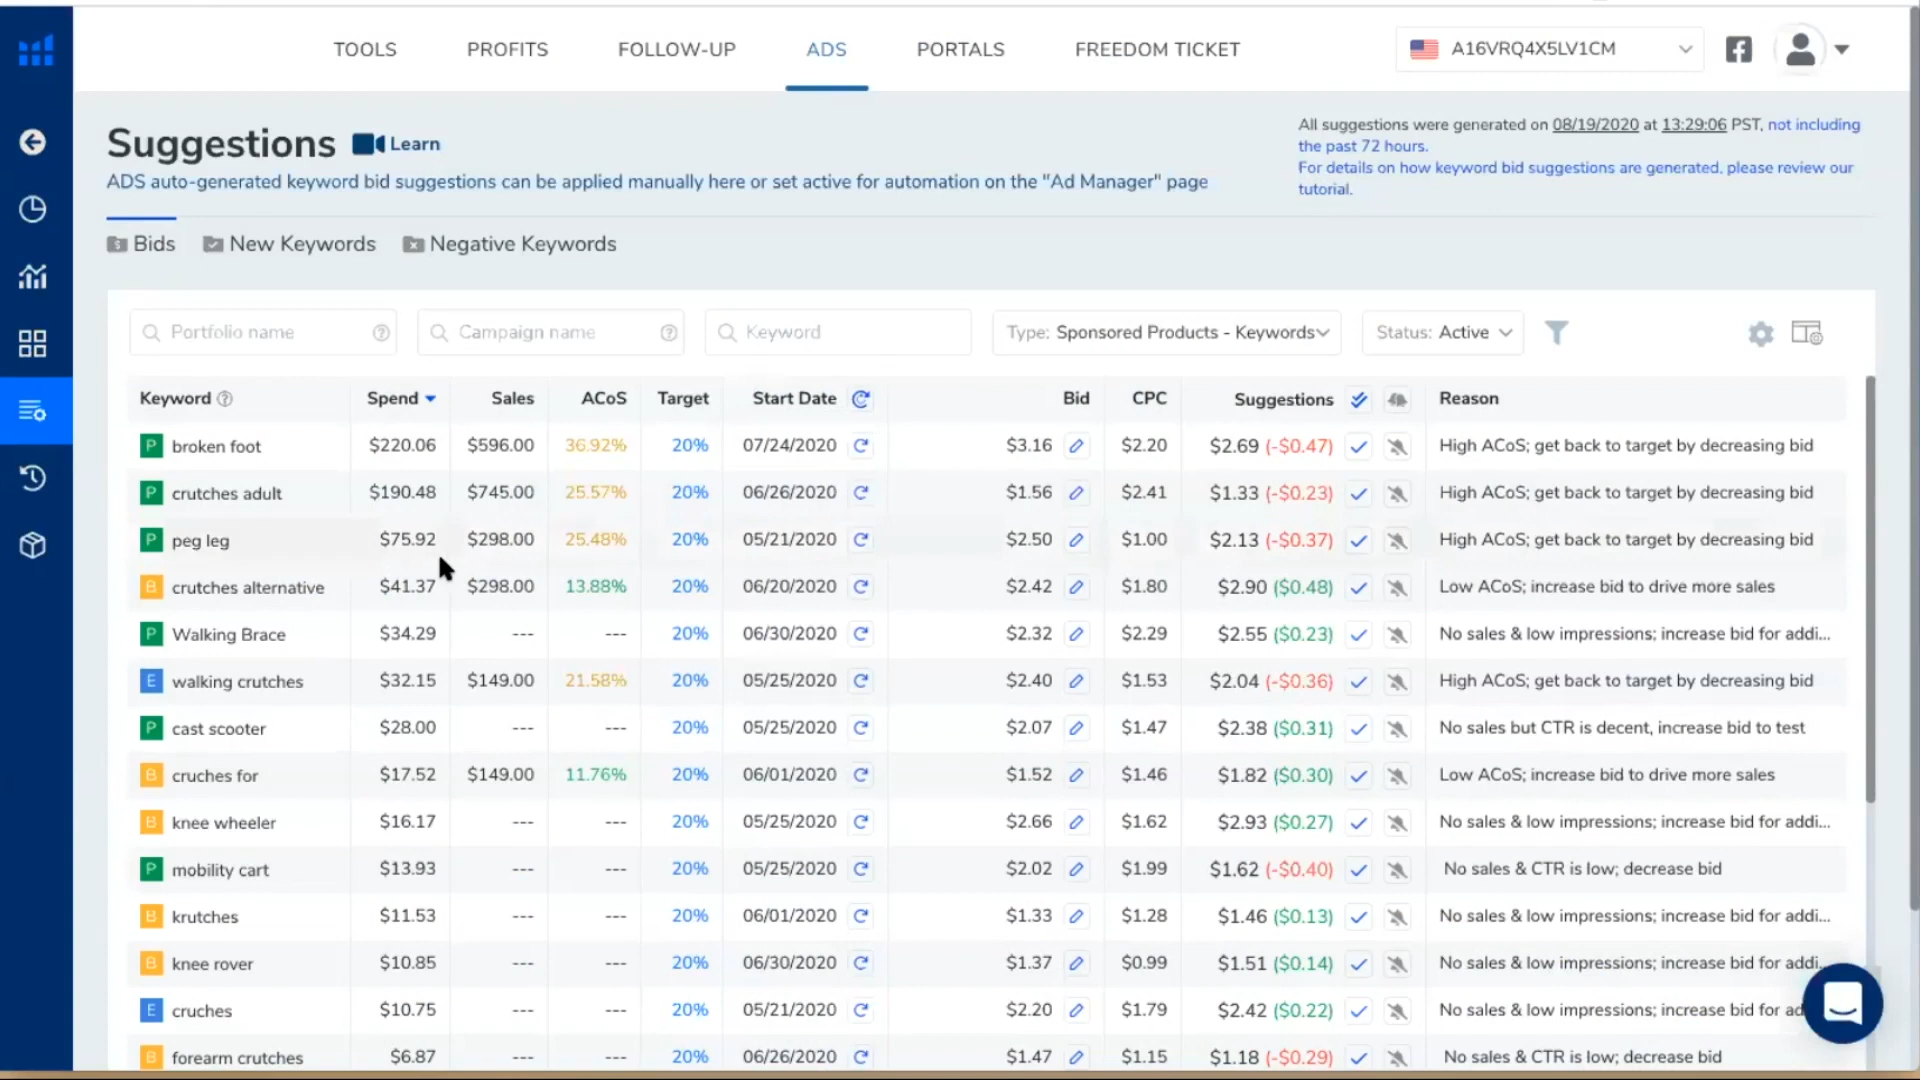 TOOLS PROFITS FOLLOW-UP ADS PORTALS FREEDOM TICKET A16VRQ4X5LV1CM
Suggestions Learn
ADS auto-generated keyword bid suggestions can be applied manually here or set active for automation on the "Ad Manager" page
All suggestions were generated on 08/19/2020 at 13:29:06 PST, not including
the past 72 hours.
For details on how keyword bid suggestions are generated, please review our
tutorial.
Bids New Keywords Negative Keywords
Portfolio name Campaign name Keyword Type: Sponsored Products - Keywords Status: Active
Keyword Spend Sales ACoS Target Start Date Bid CPC Suggestions Reason
P broken foot $220.06 $596.00 36.92% 20% 07/24/2020 $3.16 $2.20 $2.69 (-$0.47) High ACoS; get back to target by decreasing bid
P crutches adult $190.48 $745.00 25.57% 20% 06/26/2020 $1.56 $2.41 $1.33 (-$0.23) High ACoS; get back to target by decreasing bid
P peg leg $75.92 $298.00 25.48% 20% 05/21/2020 $2.50 $1.00 $2.13 (-$0.37) High ACoS; get back to target by decreasing bid
B crutches alternative $41.37 $298.00 13.88% 20% 06/20/2020 $2.42 $1.80 $2.90 ($0.48) Low ACoS; increase bid to drive more sales
P Walking Brace $34.29 --- --- 20% 06/30/2020 $2.32 $2.29 $2.55 ($0.23) No sales & low impressions; increase bid for addi...
E walking crutches $32.15 $149.00 21.58% 20% 05/25/2020 $2.40 $1.53 $2.04 (-$0.36) High ACoS; get back to target by decreasing bid
P cast scooter $28.00 --- --- 20% 05/25/2020 $2.07 $1.47 $2.38 ($0.31) No sales but CTR is decent, increase bid to test
B cruches for $17.52 $149.00 11.76% 20% 06/01/2020 $1.52 $1.46 $1.82 ($0.30) Low ACoS; increase bid to drive more sales
B knee wheeler $16.17 --- --- 20% 05/25/2020 $2.66 $1.62 $2.93 ($0.27) No sales & low impressions; increase bid for addi...
P mobility cart $13.93 --- --- 20% 05/25/2020 $2.02 $1.99 $1.62 (-$0.40) No sales & CTR is low; decrease bid
B krutches $11.53 --- --- 20% 06/01/2020 $1.33 $1.28 $1.46 ($0.13) No sales & low impressions; increase bid for addi...
B knee rover $10.85 --- --- 20% 06/30/2020 $1.37 $0.99 $1.51 ($0.14) No sales & low impressions; increase bid for addi...
E cruches $10.75 --- --- 20% 05/21/2020 $2.20 $1.79 $2.42 ($0.22) No sales & low impressions; increase bid for ad
B forearm crutches $6.87 --- --- 20% 06/26/2020 $1.47 $1.15 $1.18 (-$0.29) No sales & CTR is low; decrease bid